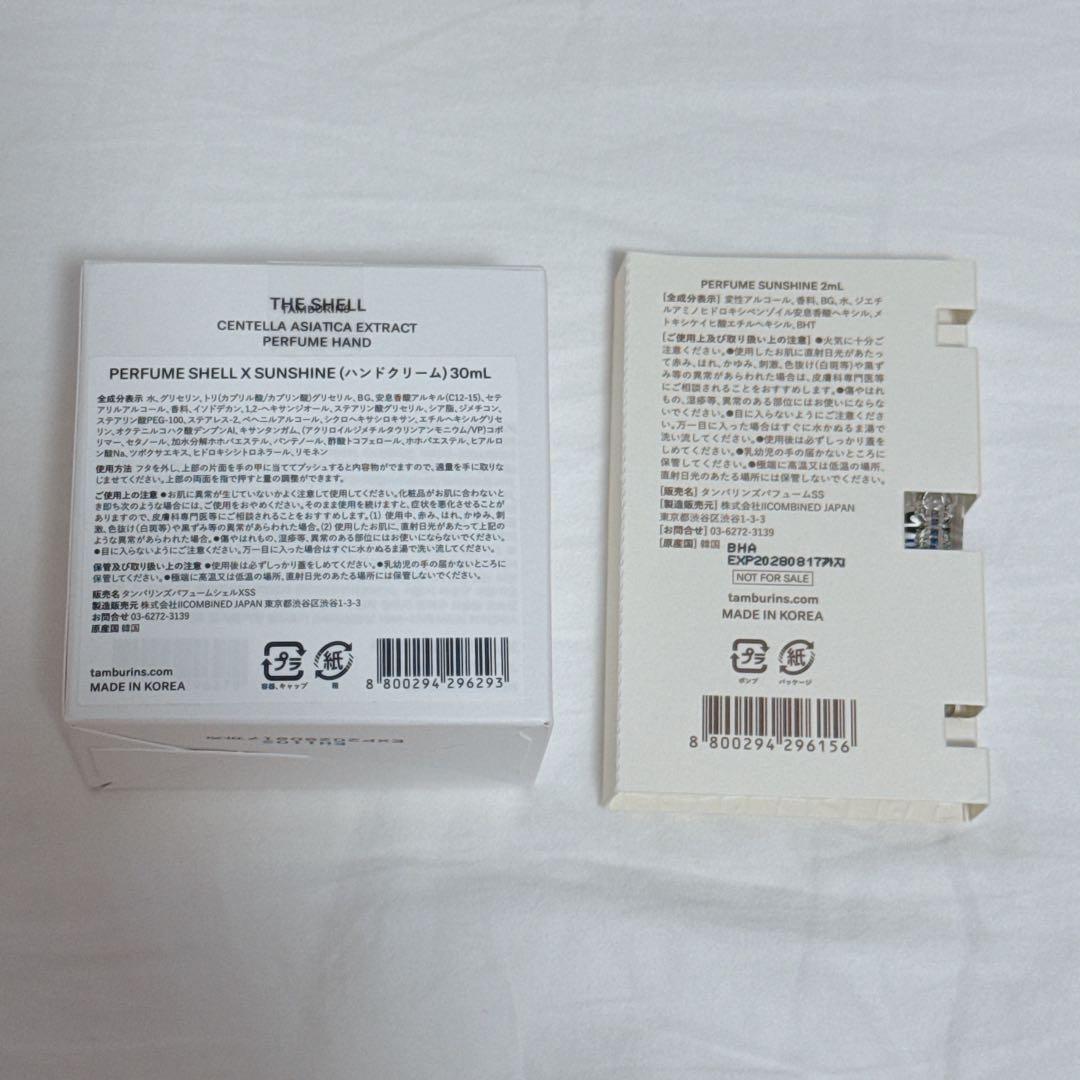 THE SHELL
TAMBURINS
CENTELLA ASIATICA EXTRACT
PERFUME HAND
PERFUME SHELL X SUNSHINE (ハンドクリーム) 30mL
全成分表示 水、グリセリン、トリ(カプリル酸/カプリン酸)グリセリル、BG、安息香酸アルキル(C12-15)、セテ
アリルアルコール、香料、イソドデカン、1,2-ヘキサンジオール、ステアリン酸グリセリル、シア脂、ジメチコン、
ステアリン酸PEG-100、ステアレス-2、ベヘニルアルコール、シクロヘキサシロキサン、エチルヘキシルグリセ
リン、オクテニルコハク酸デンプンAl、キサンタンガム、(アクリロイルジメチルタウリンアンモニウム/VP)コポ
リマー、セタノール、加水分解ホホバエステル、パンテノール、酢酸トコフェロール、ホホバエステル、ヒアルロ
ン酸Na、ツボクサエキス、ヒドロキシシトロネラール、リモネン
使用方法 フタを外し、上部の片面を手の甲に当ててプッシュすると内容物がでますので、適量を手に取りな
じませてください。上部の両面を指で押すと量の調整ができます。
ご使用上の注意 ●お肌に異常が生じていないかよく注意して使用してください。化粧品がお肌に合わないと
き即ち次のような場合には、ご使用をおやめください。そのまま使用を続けますと、症状を悪化させることが
ありますので、皮膚科専門医等にご相談されることをおすすめします。(1) 使用中、赤み、はれ、かゆみ、刺
激、色抜け(白斑等)や黒ずみ等の異常があらわれた場合。(2) 使用したお肌に、直射日光があたって上記の
ような異常があらわれた場合。●傷やはれもの、湿疹等、異常のある部位にはお使いにならないでください。
●目に入らないようにご使用ください。万一目に入った場合はすぐに水かぬるま湯で洗い流してください。
保管及び取り扱い上の注意 ●使用後は必ずしっかり蓋をしめてください。●乳幼児の手の届かないところに
保管してください。●極端に高温又は低温の場所、直射日光のあたる場所には保管しないでください。
販売名 タンバリンズパフュームシェルXSS
製造販売元 株式会社IICOMBINED JAPAN 東京都渋谷区渋谷1-3-3
お問合せ 03-6272-3139
原産国 韓国
tamburins.com
MADE IN KOREA
プラ
容器、キャップ
紙
箱
8 800294 296293
PERFUME SUNSHINE 2mL
[全成分表示] 変性アルコール、香料、BG、水、ジエチ
ルアミノヒドロキシベンゾイル安息香酸ヘキシル、メ
トキシケイヒ酸エチルヘキシル、BHT
[ご使用上及び取り扱い上の注意] ●火気に十分ご
注意ください。●使用したお肌に直射日光があたっ
て赤み、はれ、かゆみ、刺激、色抜け(白斑等)や黒ず
み等の異常があらわれた場合は、皮膚科専門医等
にご相談されることをおすすめします。●傷やはれ
もの、湿疹等、異常のある部位にはお使いにならな
いでください。●目に入らないようにご使用くださ
い。万一目に入った場合はすぐに水かぬるま湯で
洗い流してください。●使用後は必ずしっかり蓋をし
めてください。●乳幼児の手の届かないところに
保管してください。●極端に高温又は低温の場所、
直射日光のあたる場所には保管しないでください。
[販売名] タンバリンズパフュームSS
[製造販売元] 株式会社IICOMBINED JAPAN
東京都渋谷区渋谷1-3-3
[お問合せ] 03-6272-3139
[原産国] 韓国
BHA
EXP20280817까지
NOT FOR SALE
tamburins.com
MADE IN KOREA
プラ
ポンプ
紙
パッケージ
8 800294 296156